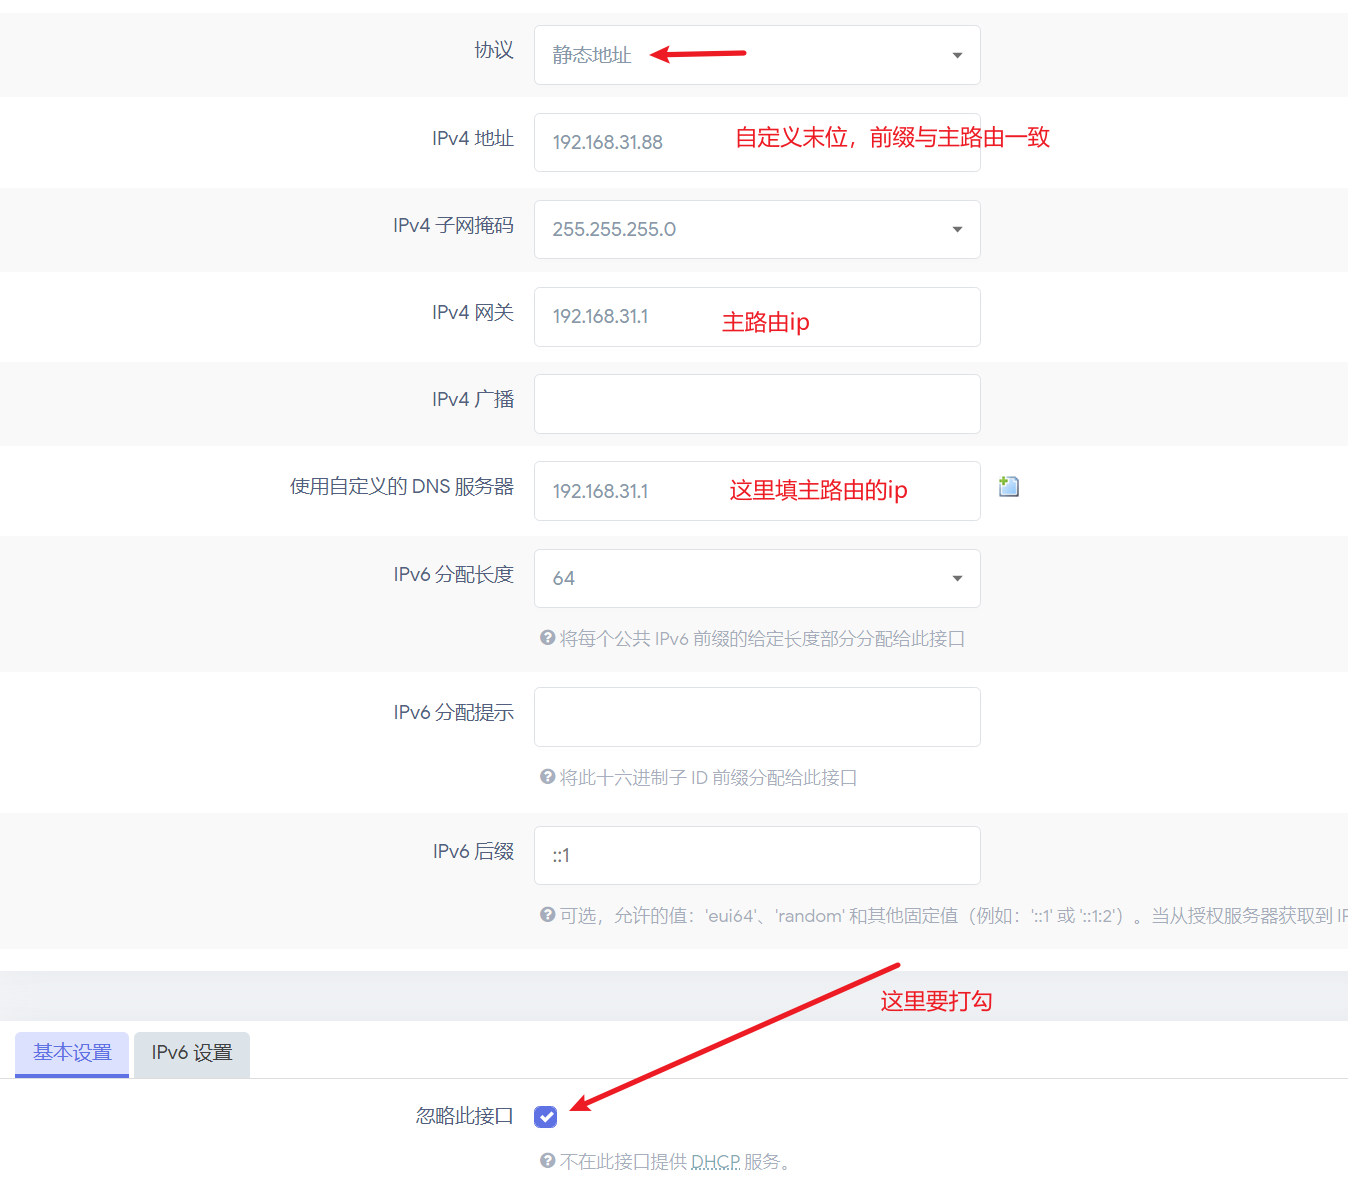 协议
静态地址
IPv4 地址
192.168.31.88
自定义末位，前缀与主路由一致
IPv4 子网掩码
255.255.255.0
IPv4 网关
192.168.31.1
主路由ip
IPv4 广播
使用自定义的 DNS 服务器
192.168.31.1
这里填主路由的ip
IPv6 分配长度
64
将每个公共 IPv6 前缀的给定长度部分分配给此接口
IPv6 分配提示
将此十六进制子 ID 前缀分配给此接口
IPv6 后缀
::1
可选，允许的值：'eui64'、'random' 和其他固定值（例如：'::1' 或 '::1:2'）。当从授权服务器获取到 IP
这里要打勾
基本设置
IPv6 设置
忽略此接口
不在此接口提供 DHCP 服务。